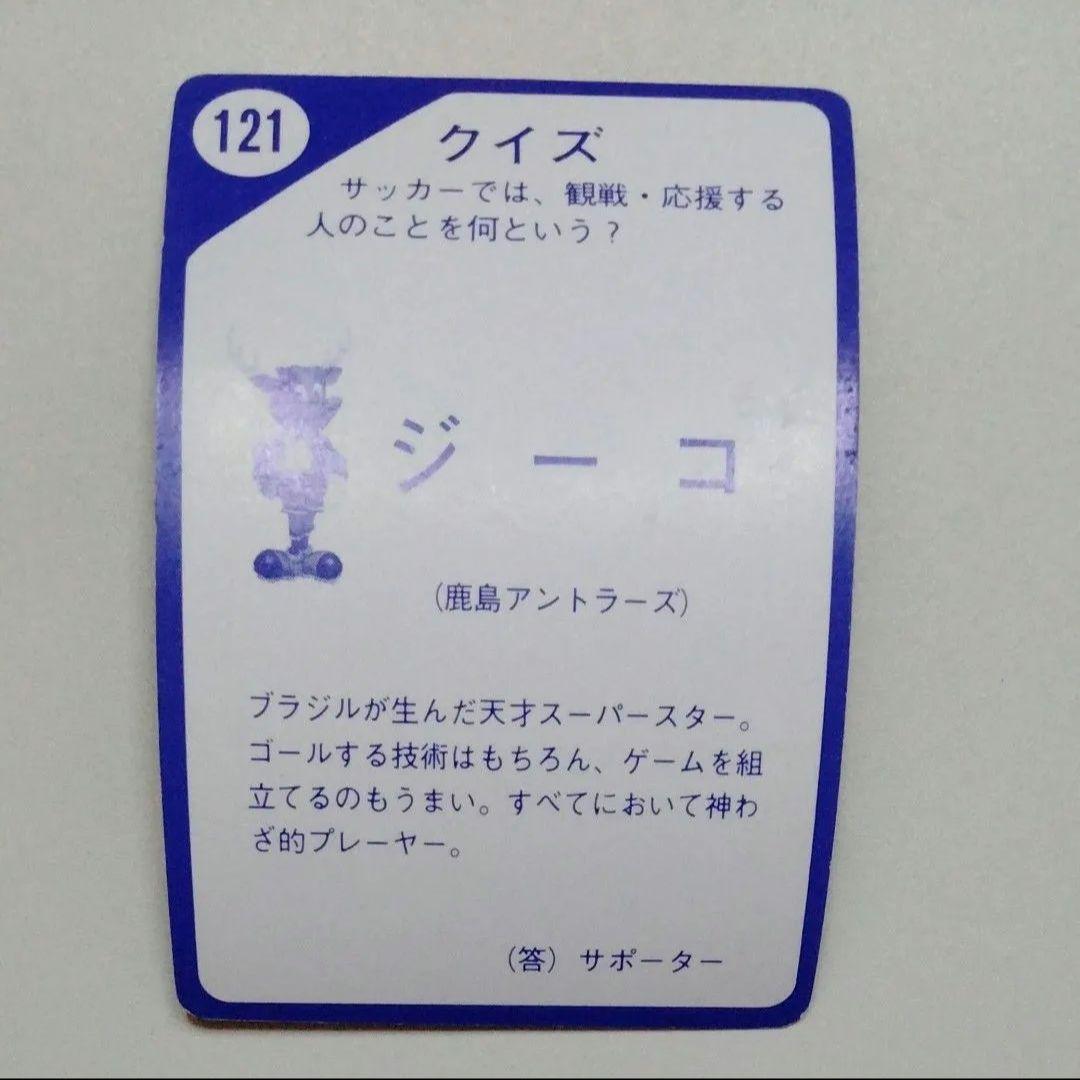 121
クイズ
サッカーでは、観戦・応援する
人のことを何という？
ジーコ
(鹿島アントラーズ)
ブラジルが生んだ天才スーパースター。
ゴールする技術はもちろん、ゲームを組
立てるのもうまい。すべてにおいて神わ
ざ的プレーヤー。
(答) サポーター